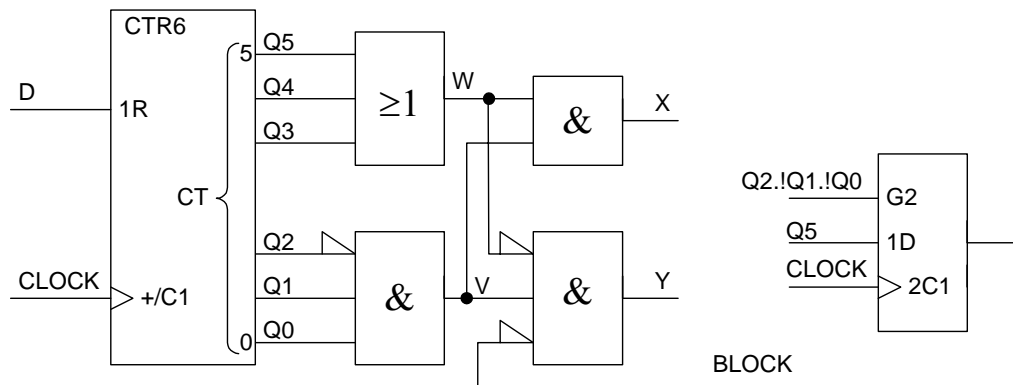 CTR6
5
Q5
Q4
Q3
D
1R
≥1
W
&
X
CT
Q2
Q1
Q0
0
CLOCK
+/C1
&
V
&
Y
Q2.!Q1.!Q0
G2
Q5
1D
CLOCK
2C1
BLOCK